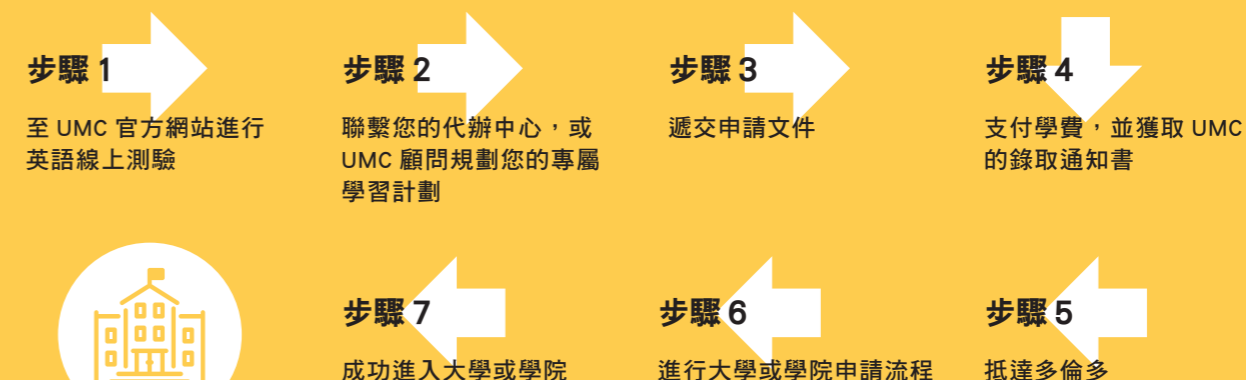 步驟 1
至 UMC 官方網站進行
英語線上測驗
步驟 2
聯繫您的代辦中心，或
UMC 顧問規劃您的專屬
學習計劃
步驟 3
遞交申請文件
步驟 4
支付學費，並獲取 UMC
的錄取通知書
步驟 5
抵達多倫多
步驟 6
進行大學或學院申請流程
步驟 7
成功進入大學或學院